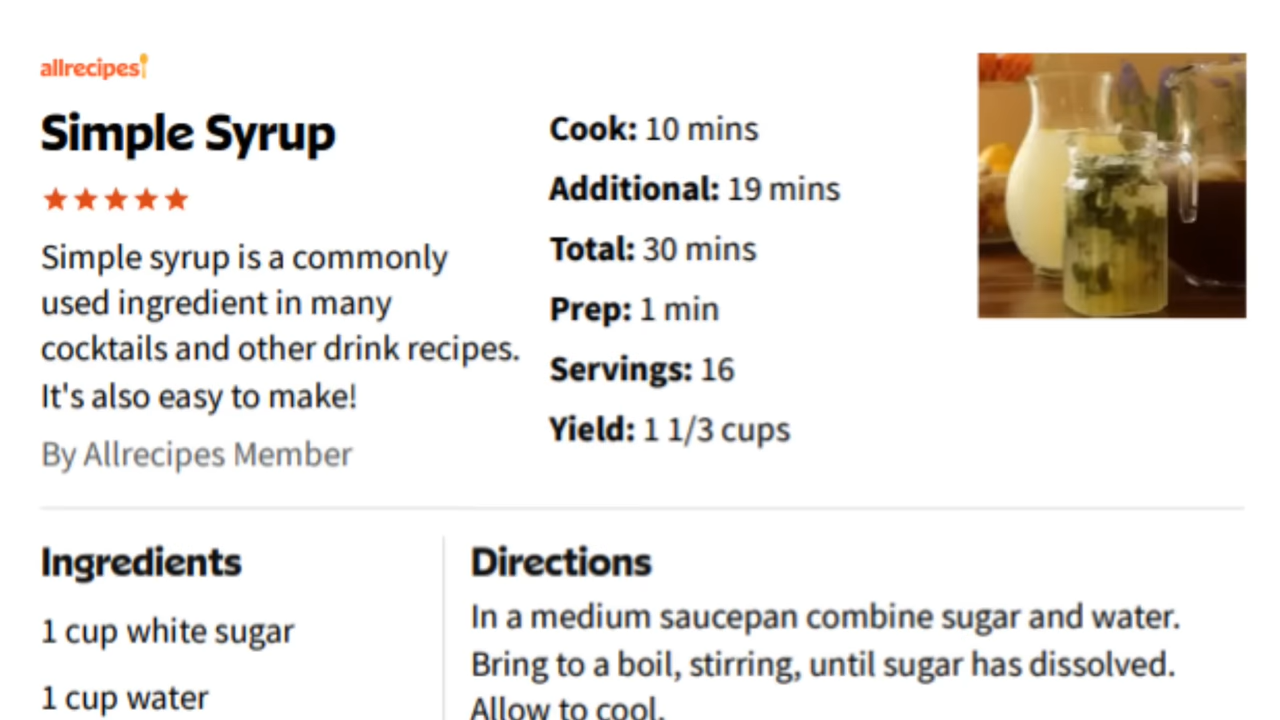 allrecipes
Simple Syrup
Simple syrup is a commonly
used ingredient in many
cocktails and other drink recipes.
It's also easy to make!
By Allrecipes Member
Cook: 10 mins
Additional: 19 mins
Total: 30 mins
Prep: 1 min
Servings: 16
Yield: 1 1/3 cups
Ingredients
1 cup white sugar
1 cup water
Directions
In a medium saucepan combine sugar and water.
Bring to a boil, stirring, until sugar has dissolved.
Allow to cool.